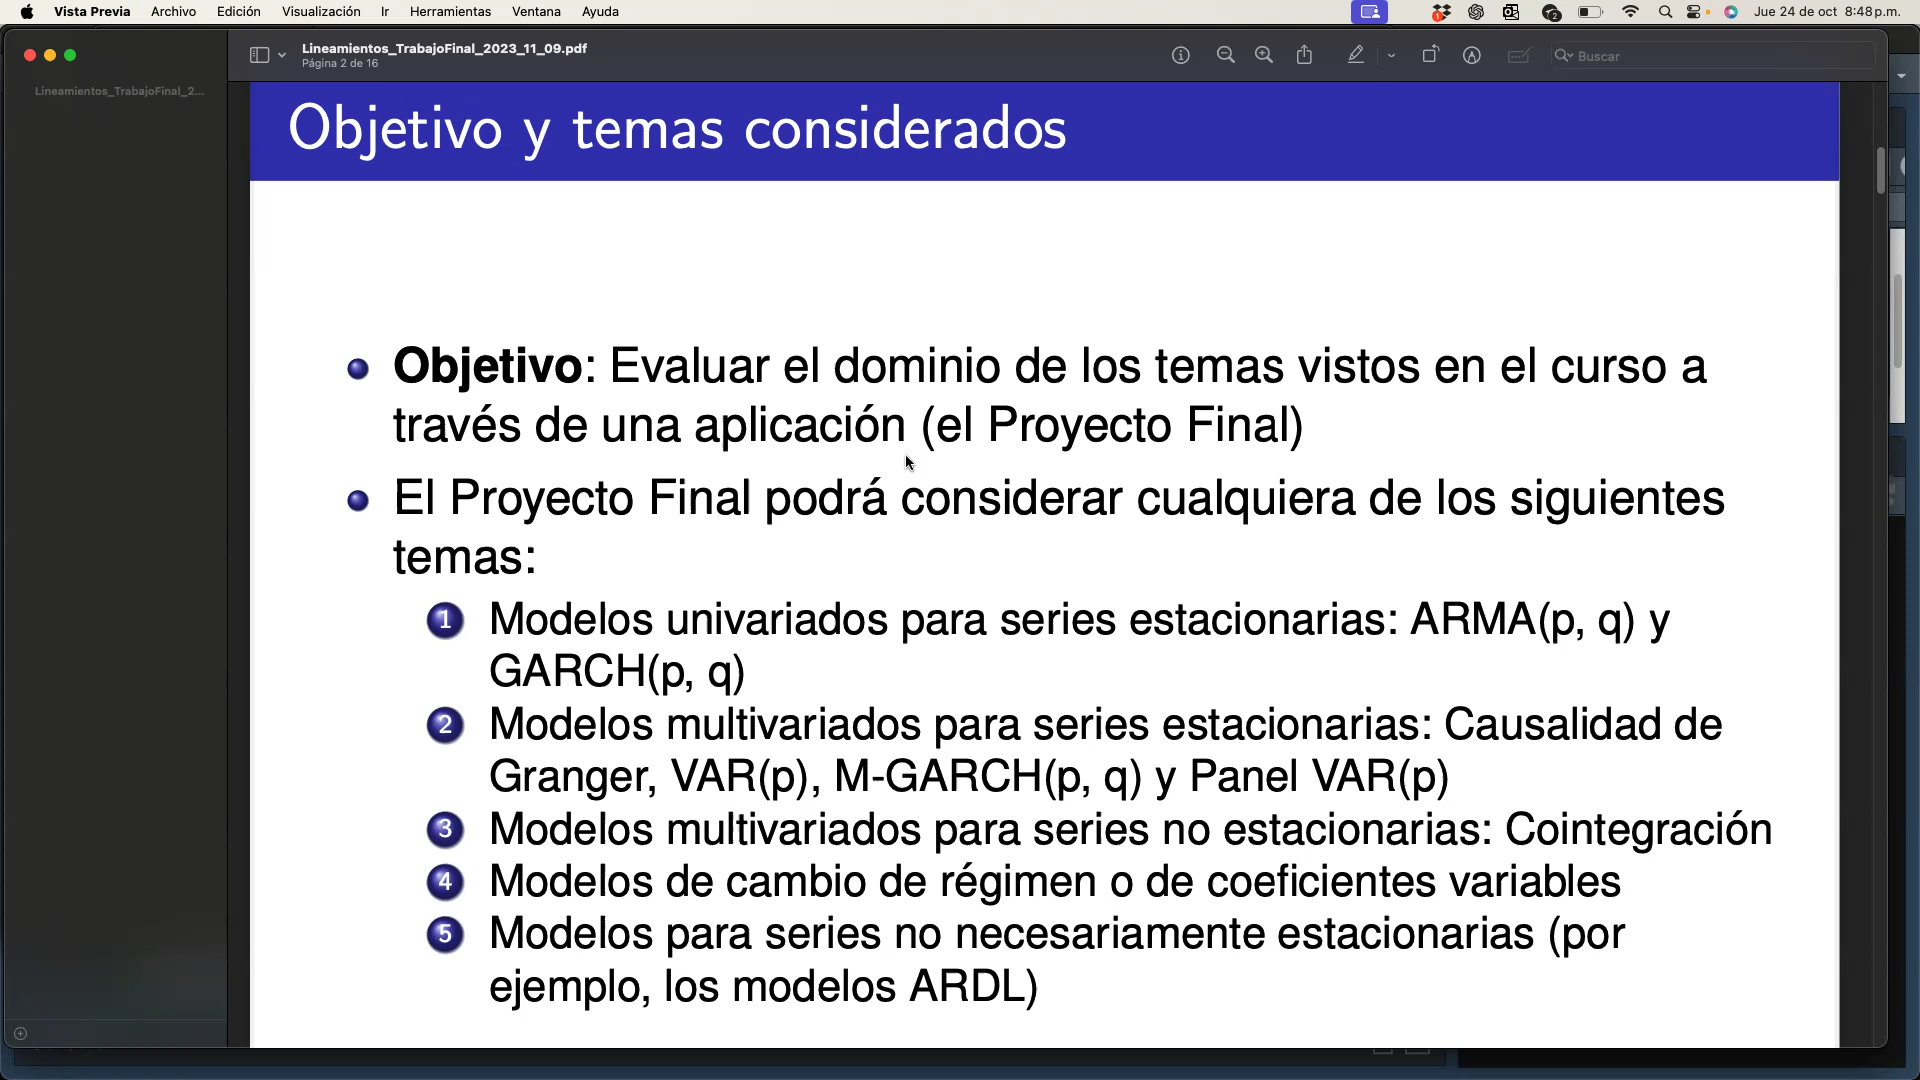 Vista Previa Archivo Edición Visualización Ir Herramientas Ventana Ayuda 1 2 Jue 24 de oct 8:48 p.m.
Lineamientos_TrabajoFinal_2023_11_09.pdf
Página 2 de 16
Buscar
Lineamientos_TrabajoFinal_2...
Objetivo y temas considerados
Objetivo: Evaluar el dominio de los temas vistos en el curso a
través de una aplicación (el Proyecto Final)
El Proyecto Final podrá considerar cualquiera de los siguientes
temas:
1 Modelos univariados para series estacionarias: ARMA(p, q) y
GARCH(p, q)
2 Modelos multivariados para series estacionarias: Causalidad de
Granger, VAR(p), M-GARCH(p, q) y Panel VAR(p)
3 Modelos multivariados para series no estacionarias: Cointegración
4 Modelos de cambio de régimen o de coeficientes variables
5 Modelos para series no necesariamente estacionarias (por
ejemplo, los modelos ARDL)